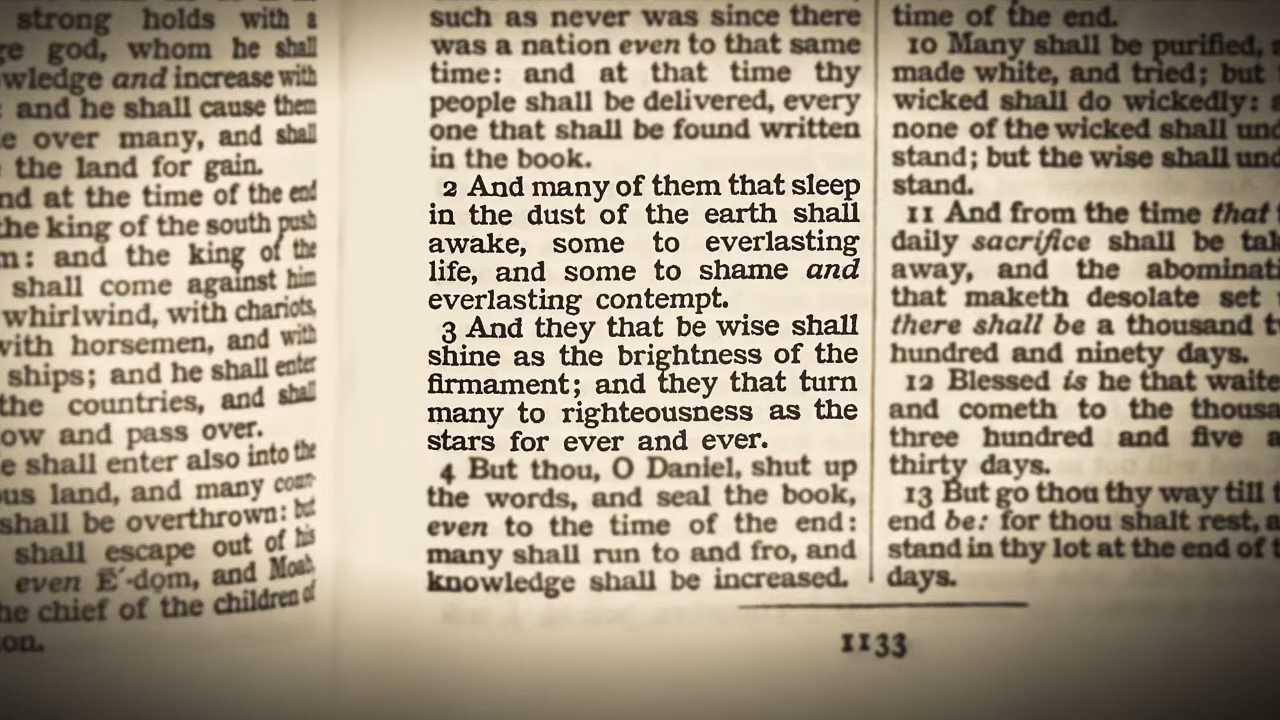 strong holds with a
god, whom he shall
and increase with
and he shall cause them
over many, and shall
the land for gain.
at the time of the end
the king of the south push
and the king of the
shall come against him
whirlwind, with chariots,
with horsemen, and with
ships; and he shall enter
the countries, and shall
and pass over.
shall enter also into the
land, and many coun-
shall be overthrown: but
shall escape out of his
even Ē´-dǫm, and Moab,
chief of the children of
such as never was since there
was a nation even to that same
time: and at that time thy
people shall be delivered, every
one that shall be found written
in the book.
2 And many of them that sleep
in the dust of the earth shall
awake, some to everlasting
life, and some to shame and
everlasting contempt.
3 And they that be wise shall
shine as the brightness of the
firmament; and they that turn
many to righteousness as the
stars for ever and ever.
4 But thou, O Daniel, shut up
the words, and seal the book,
even to the time of the end:
many shall run to and fro, and
knowledge shall be increased.
time of the end.
10 Many shall be purified,
made white, and tried; but
wicked shall do wickedly:
none of the wicked shall und
stand; but the wise shall und
stand.
11 And from the time that
daily sacrifice shall be tak
away, and the abominati
that maketh desolate set
there shall be a thousand
hundred and ninety days.
12 Blessed is he that waite
and cometh to the thousa
three hundred and five
thirty days.
13 But go thou thy way till
end be: for thou shalt rest,
stand in thy lot at the end of
days.
1133